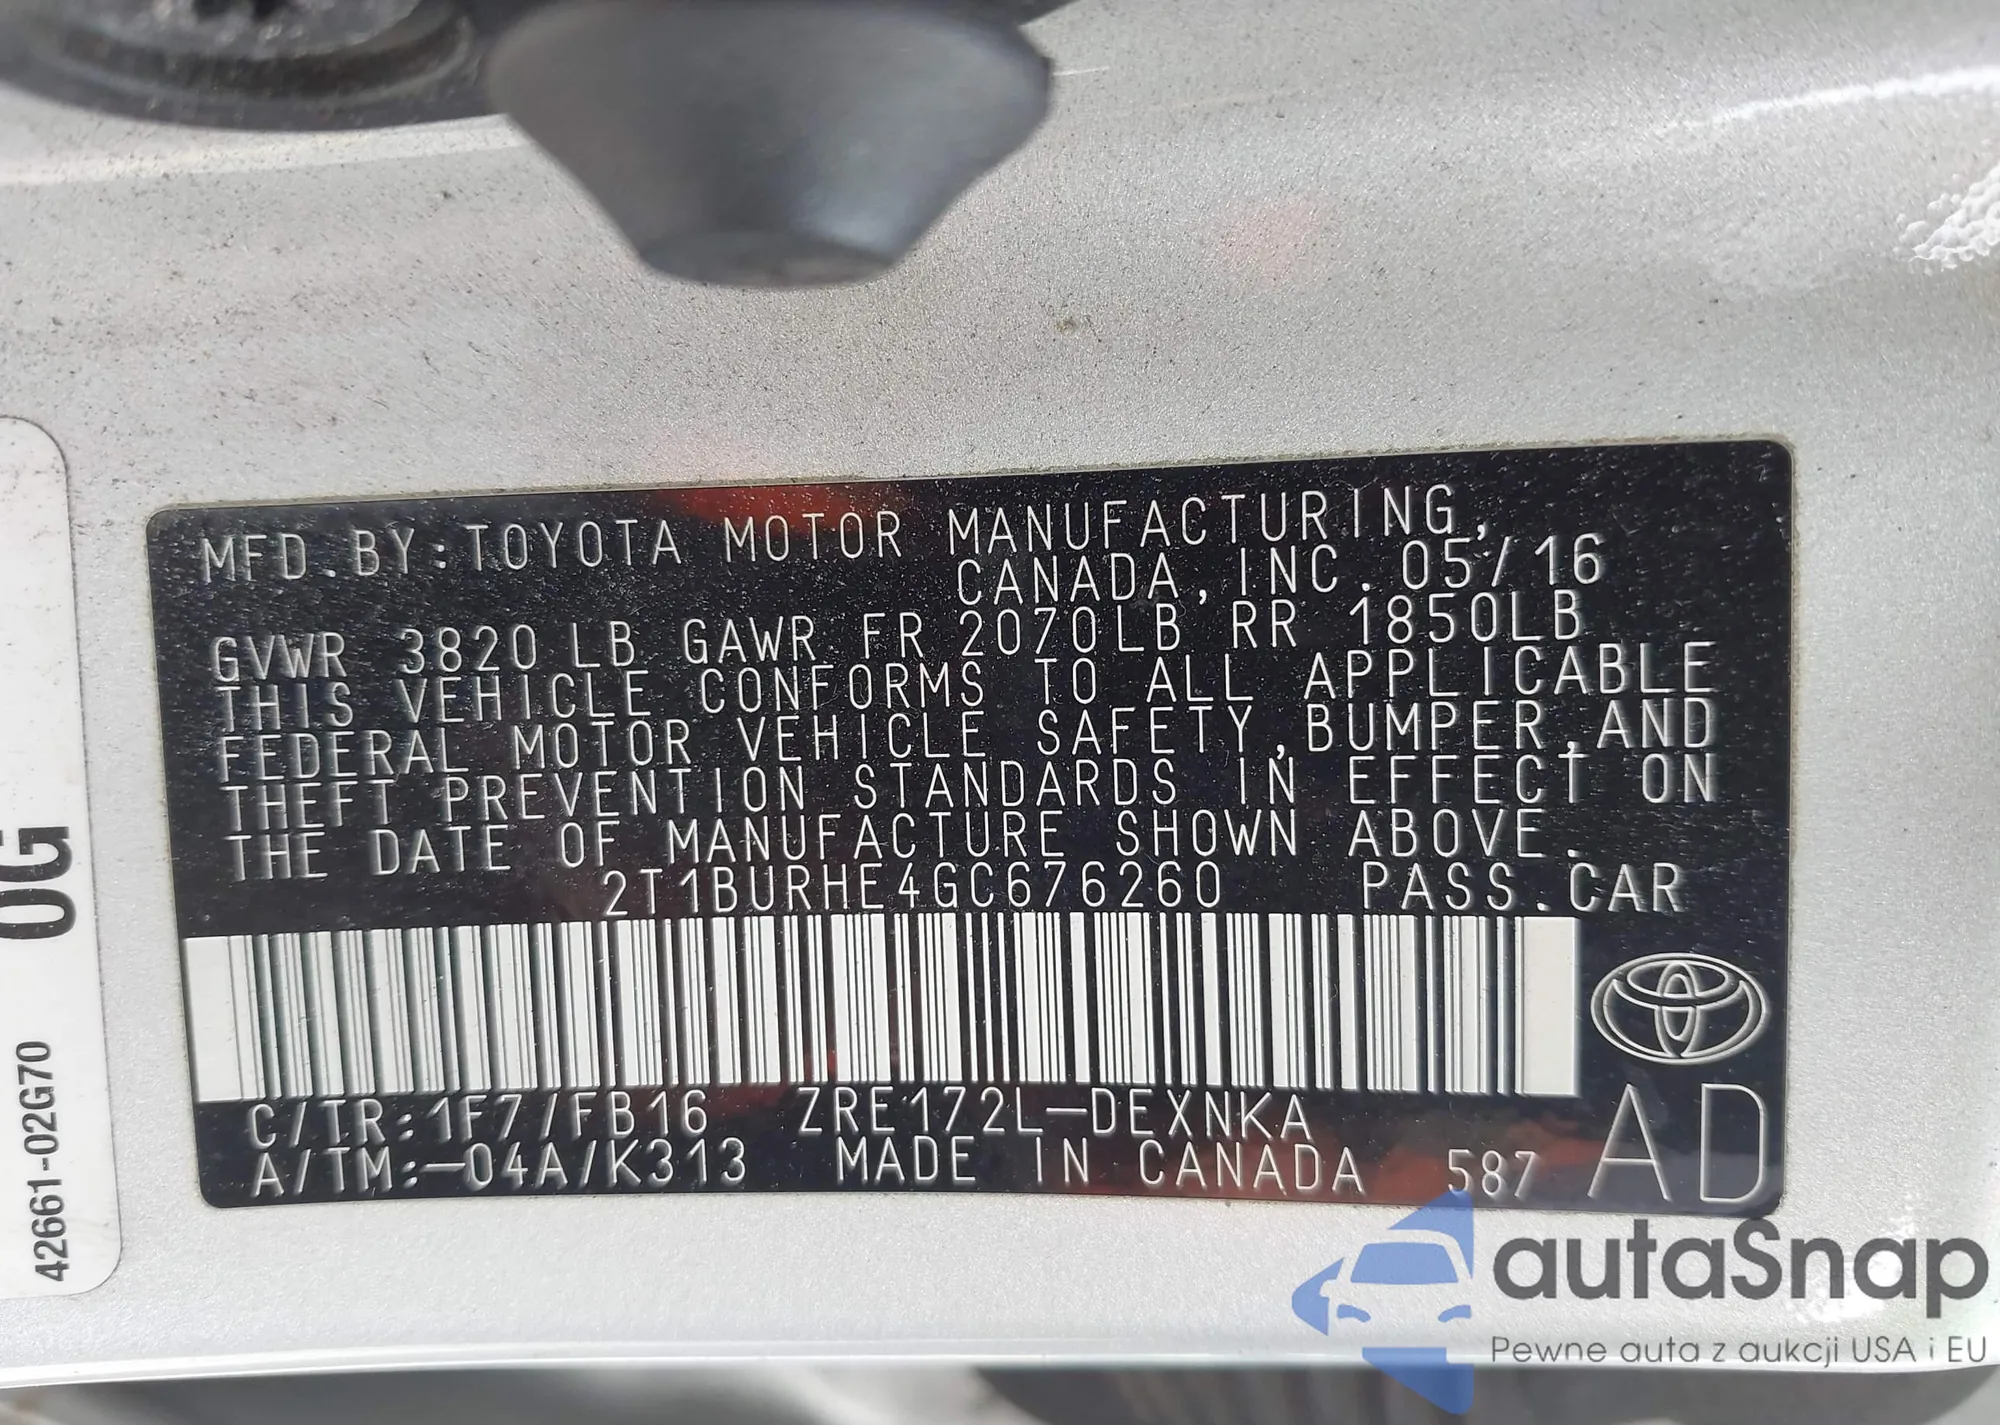 MFD.BY:TOYOTA MOTOR MANUFACTURING,
CANADA,INC.05/16
GVWR 3820LB GAWR FR 2070LB RR 1850LB
THIS VEHICLE CONFORMS TO ALL APPLICABLE
FEDERAL MOTOR VEHICLE SAFETY,BUMPER,AND
THEFT PREVENTION STANDARDS IN EFFECT ON
THE DATE OF MANUFACTURE SHOWN ABOVE.
2T1BURHE4GC676260 PASS.CAR
C/TR:1F7/FB16 ZRE172L-DEXNKA
A/TM:-04A/K313 MADE IN CANADA 587 AD
0G
42661-02G70
autaSnap
Pewne auta z aukcji USA i EU